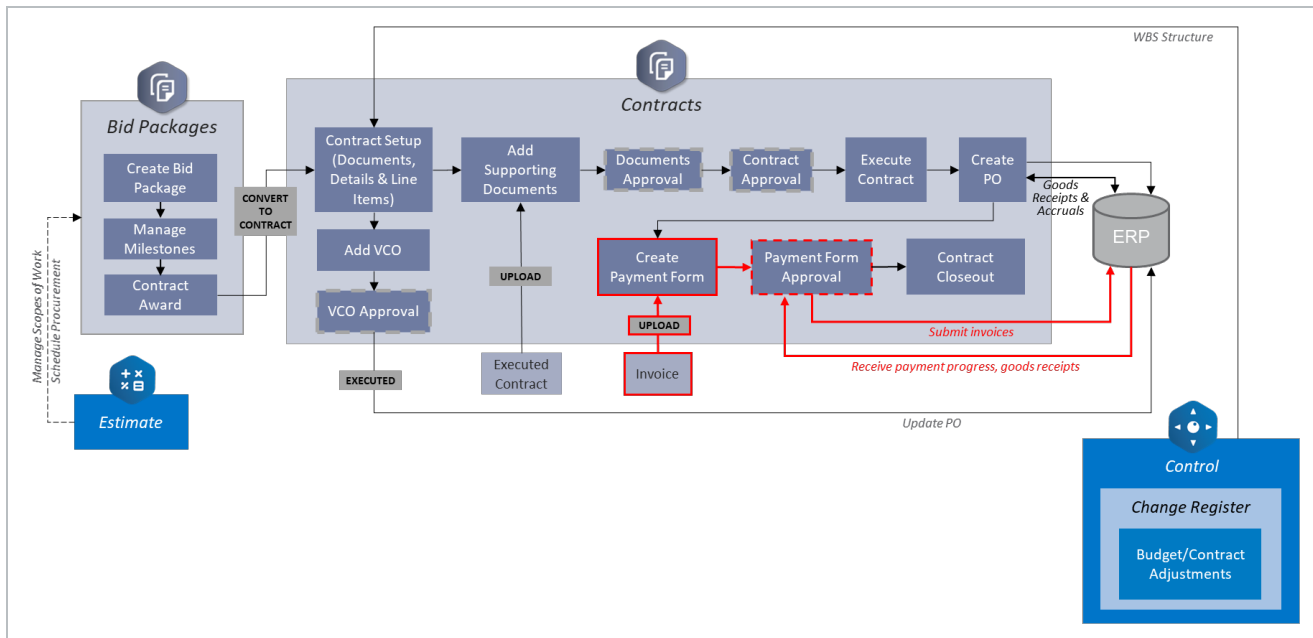 WBS Structure
Bid Packages
Create Bid
Package
Manage
Milestones
Contract
Award
CONVERT
TO
CONTRACT
Contracts
Contract Setup
(Documents,
Details & Line
Items)
Add
Supporting
Documents
Documents
Approval
Contract
Approval
Execute
Contract
Create
PO
Goods
Receipts &
Accruals
ERP
Add VCO
VCO Approval
EXECUTED
UPLOAD
Executed
Contract
Create
Payment Form
Payment Form
Approval
Contract
Closeout
UPLOAD
Invoice
Submit invoices
Receive payment progress, goods receipts
Update PO
Manage Scopes of Work
Schedule Procurement
Estimate
Control
Change Register
Budget/Contract
Adjustments